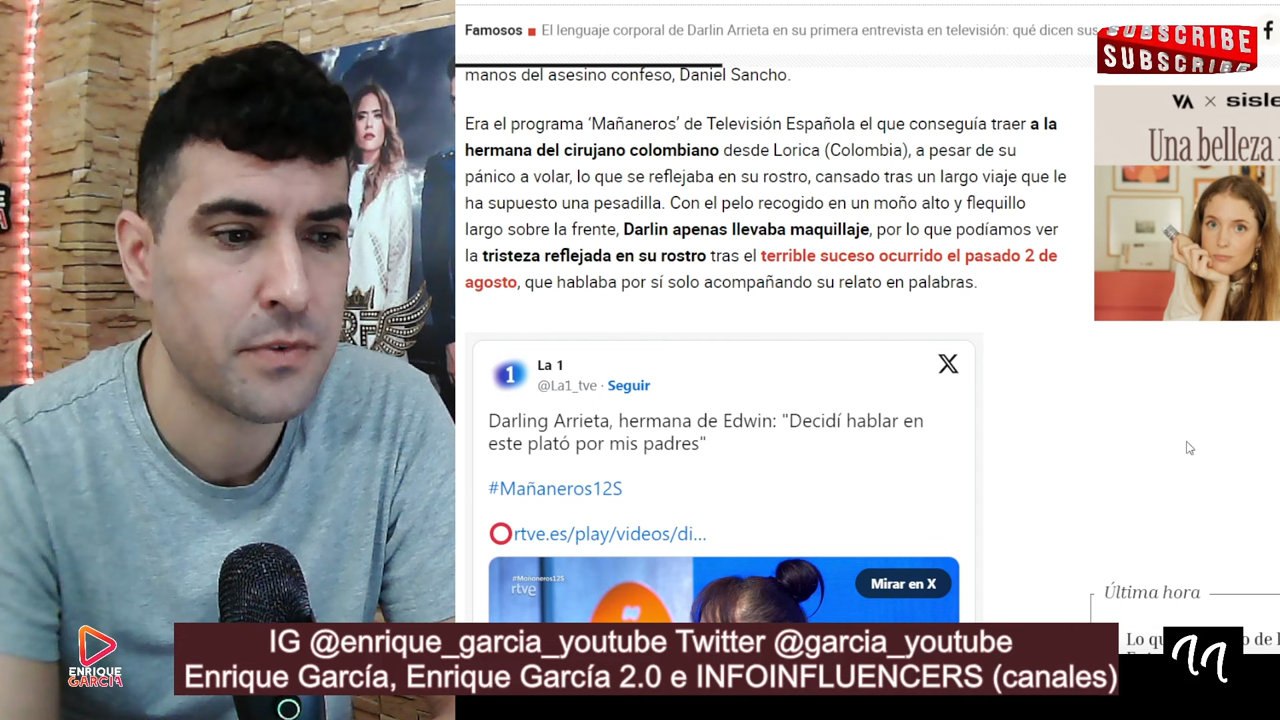 Famosos ■ El lenguaje corporal de Darlin Arrieta en su primera entrevista en televisión: qué dicen sus
SUBSCRIBE
SUBSCRIBE
manos del asesino confeso, Daniel Sancho.
Era el programa ‘Mañaneros’ de Televisión Española el que conseguía traer a la
hermana del cirujano colombiano desde Lorica (Colombia), a pesar de su
pánico a volar, lo que se reflejaba en su rostro, cansado tras un largo viaje que le
ha supuesto una pesadilla. Con el pelo recogido en un moño alto y flequillo
largo sobre la frente, Darlin apenas llevaba maquillaje, por lo que podíamos ver
la tristeza reflejada en su rostro tras el terrible suceso ocurrido el pasado 2 de
agosto, que hablaba por sí solo acompañando su relato en palabras.
VA × sisle
Una belleza
1
La 1
@La1_tve · Seguir
Darling Arrieta, hermana de Edwin: "Decidí hablar en
este plató por mis padres"
#Mañaneros12S
rtve.es/play/videos/di...
#Mañaneros12S
rtve
Mirar en X
Última hora
Lo qu
o de l
IG @enrique_garcia_youtube Twitter @garcia_youtube
Enrique García, Enrique García 2.0 e INFOINFLUENCERS (canales)
ENRIQUE
GARCÍA